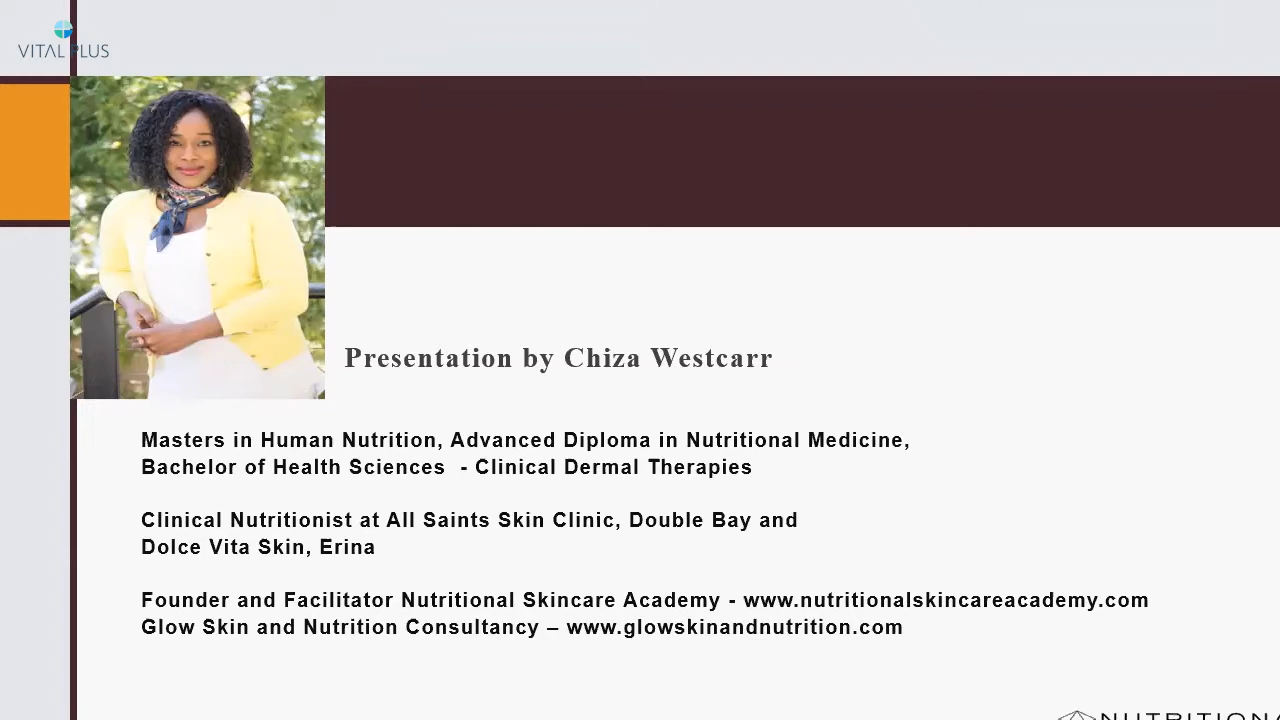 VITAL PLUS
Presentation by Chiza Westcarr
Masters in Human Nutrition, Advanced Diploma in Nutritional Medicine,
Bachelor of Health Sciences  - Clinical Dermal Therapies
Clinical Nutritionist at All Saints Skin Clinic, Double Bay and
Dolce Vita Skin, Erina
Founder and Facilitator Nutritional Skincare Academy - www.nutritionalskincareacademy.com
Glow Skin and Nutrition Consultancy – www.glowskinandnutrition.com